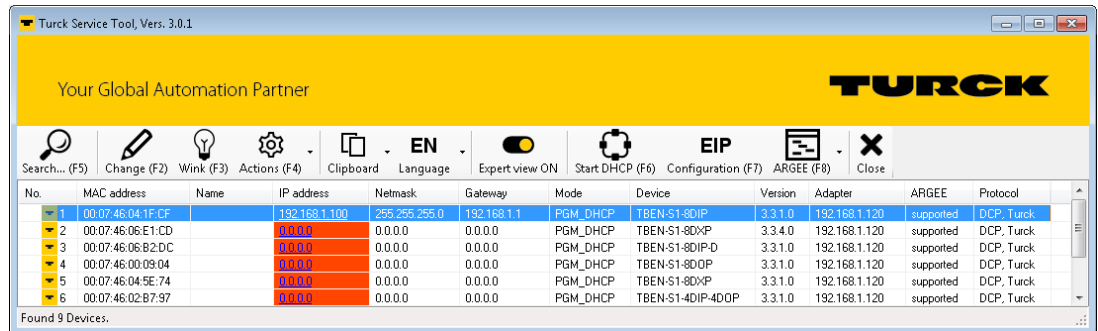 Turck Service Tool, Vers. 3.0.1
Your Global Automation Partner
TURCK
Search... (F5) Change (F2) Wink (F3) Actions (F4) Clipboard EN Language Expert view ON Start DHCP (F6) EIP Configuration (F7) ARGEE (F8) Close
No. MAC address Name IP address Netmask Gateway Mode Device Version Adapter ARGEE Protocol
1 00:07:46:04:1F:CF 192.168.1.100 255.255.255.0 192.168.1.1 PGM_DHCP TBEN-S1-8DIP 3.3.1.0 192.168.1.120 supported DCP, Turck
2 00:07:46:06:E1:CD 0.0.0.0 0.0.0.0 0.0.0.0 PGM_DHCP TBEN-S1-8DXP 3.3.4.0 192.168.1.120 supported DCP, Turck
3 00:07:46:06:B2:DC 0.0.0.0 0.0.0.0 0.0.0.0 PGM_DHCP TBEN-S1-8DIP-D 3.3.1.0 192.168.1.120 supported DCP, Turck
4 00:07:46:00:09:04 0.0.0.0 0.0.0.0 0.0.0.0 PGM_DHCP TBEN-S1-8DOP 3.3.1.0 192.168.1.120 supported DCP, Turck
5 00:07:46:04:5E:74 0.0.0.0 0.0.0.0 0.0.0.0 PGM_DHCP TBEN-S1-8DXP 3.3.1.0 192.168.1.120 supported DCP, Turck
6 00:07:46:02:B7:97 0.0.0.0 0.0.0.0 0.0.0.0 PGM_DHCP TBEN-S1-4DIP-4DOP 3.3.1.0 192.168.1.120 supported DCP, Turck
Found 9 Devices.